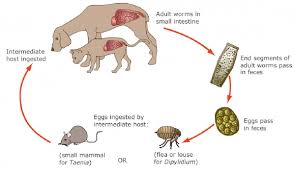 Adult worms in
small intestine
Intermediate
host ingested
End segments of
adult worms pass
in feces
Eggs ingested by
intermediate host:
Eggs pass
in feces
(small mammal
for Taenia)
OR
(flea or louse
for Dipylidium)